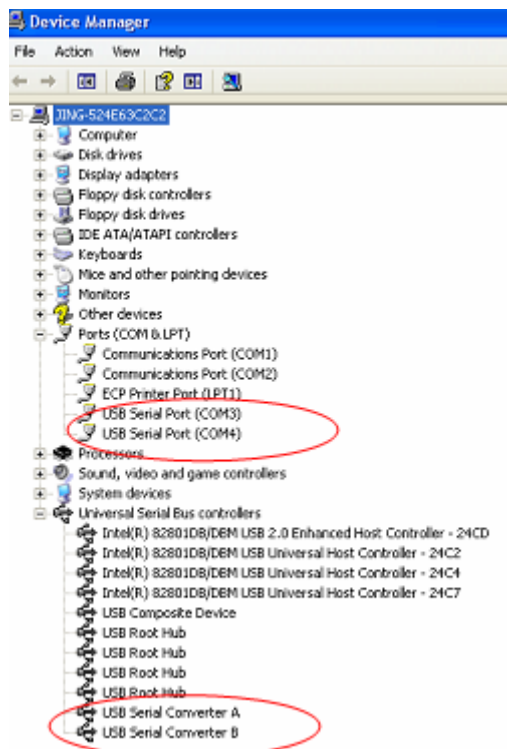 Device Manager
File Action View Help
JING-524E63C2C2
Computer
Disk drives
Display adapters
Floppy disk controllers
Floppy disk drives
IDE ATA/ATAPI controllers
Keyboards
Mice and other pointing devices
Monitors
Other devices
Ports (COM & LPT)
Communications Port (COM1)
Communications Port (COM2)
ECP Printer Port (LPT1)
USB Serial Port (COM3)
USB Serial Port (COM4)
Processors
Sound, video and game controllers
System devices
Universal Serial Bus controllers
Intel(R) 82801DB/DBM USB 2.0 Enhanced Host Controller - 24CD
Intel(R) 82801DB/DBM USB Universal Host Controller - 24C2
Intel(R) 82801DB/DBM USB Universal Host Controller - 24C4
Intel(R) 82801DB/DBM USB Universal Host Controller - 24C7
USB Composite Device
USB Root Hub
USB Root Hub
USB Root Hub
USB Root Hub
USB Serial Converter A
USB Serial Converter B